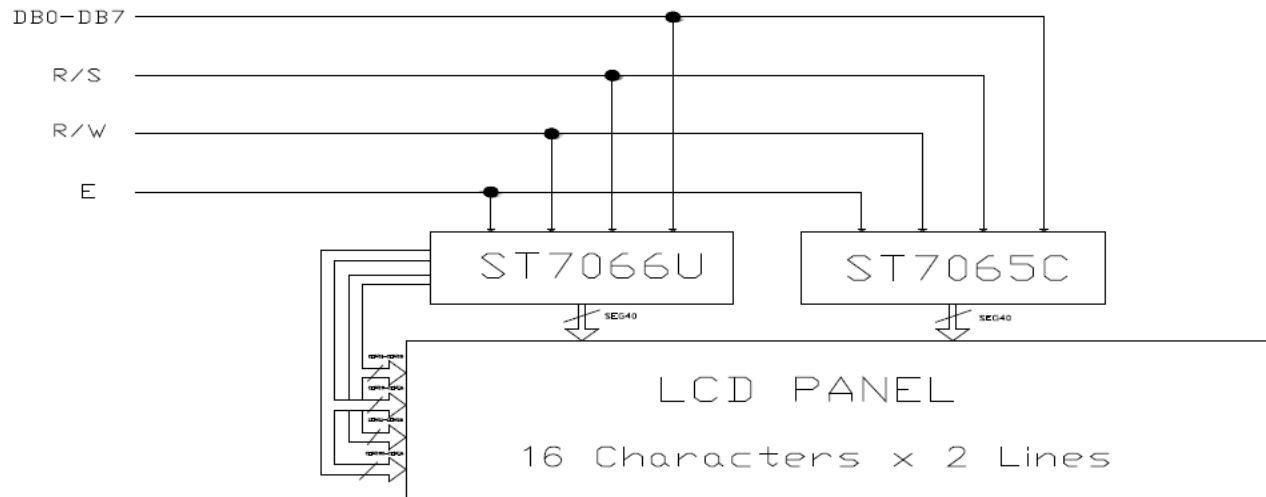 DB0-DB7
R/S
R/W
E
ST7066U
ST7065C
SEG40
SEG40
LCD PANEL
16 Characters x 2 Lines